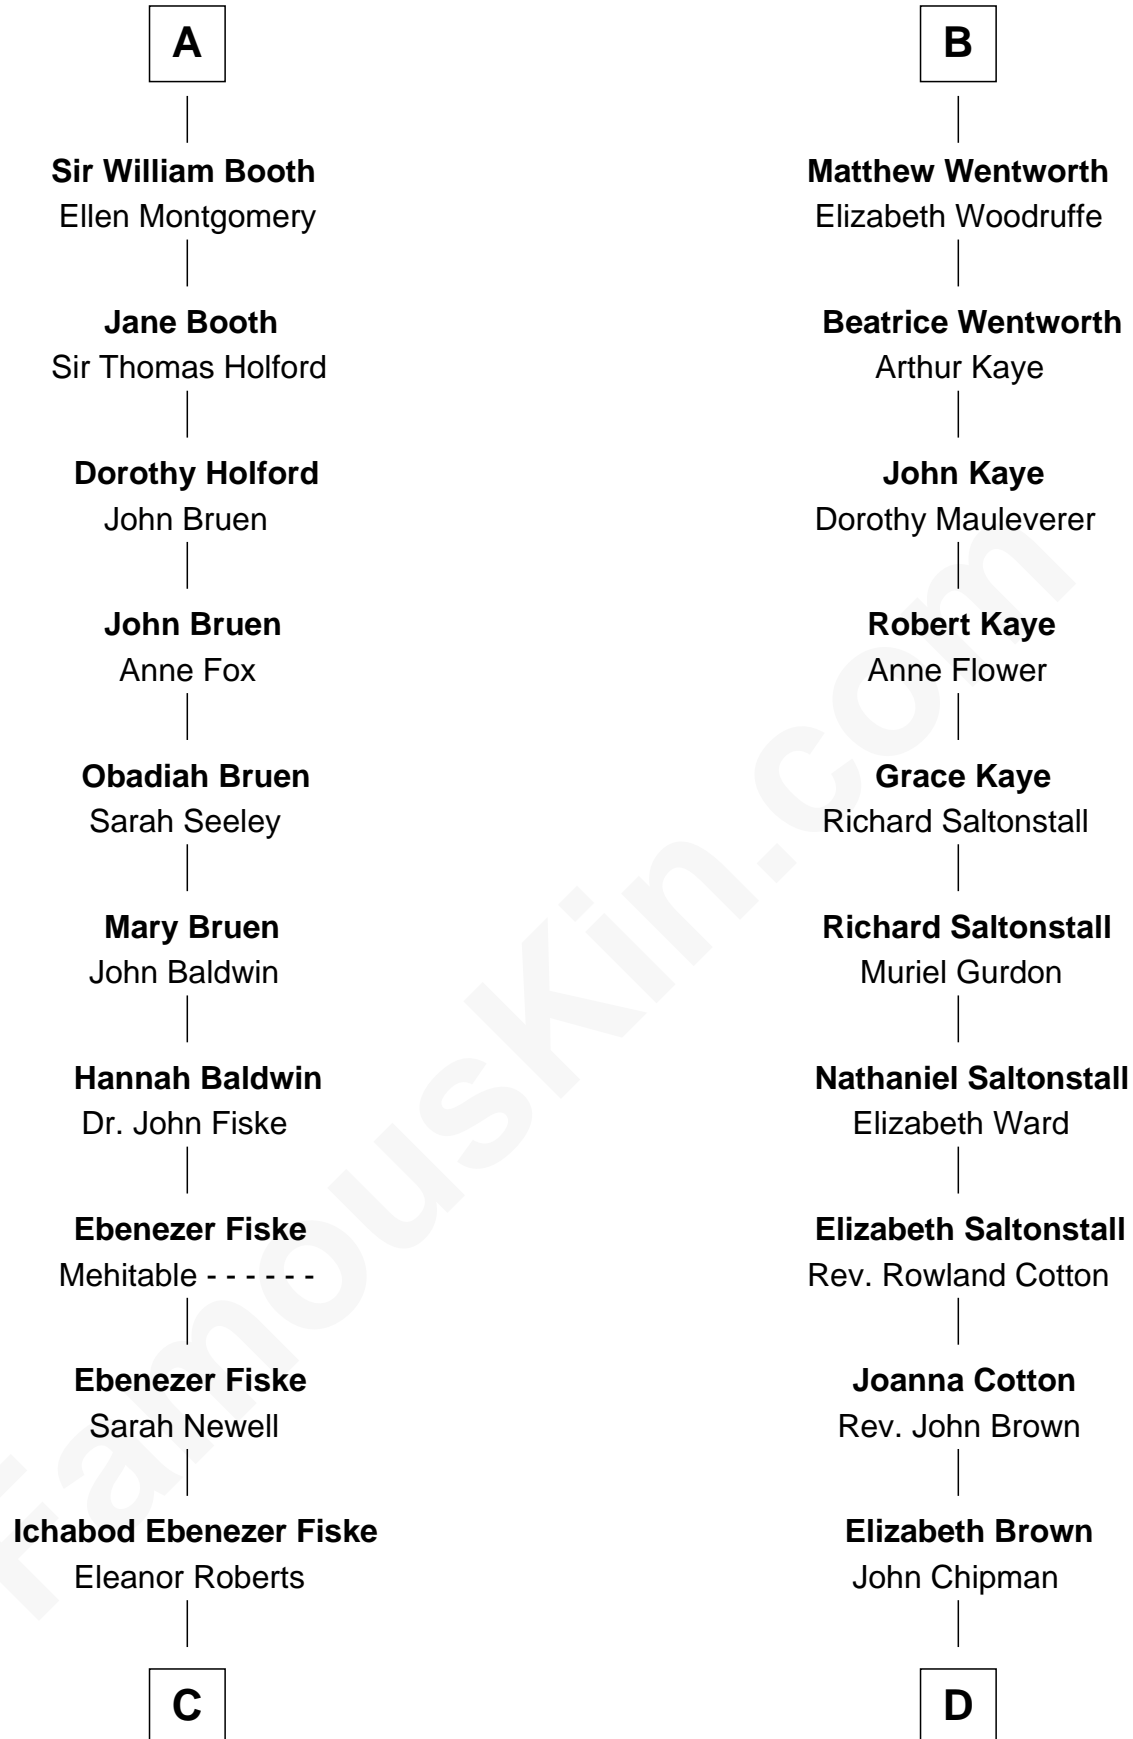 A
Sir William Booth
Ellen Montgomery
Jane Booth
Sir Thomas Holford
Dorothy Holford
John Bruen
John Bruen
Anne Fox
Obadiah Bruen
Sarah Seeley
Mary Bruen
John Baldwin
Hannah Baldwin
Dr. John Fiske
Ebenezer Fiske
Mehitable - - - - - -
Ebenezer Fiske
Sarah Newell
Ichabod Ebenezer Fiske
Eleanor Roberts
C
B
Matthew Wentworth
Elizabeth Woodruffe
Beatrice Wentworth
Arthur Kaye
John Kaye
Dorothy Mauleverer
Robert Kaye
Anne Flower
Grace Kaye
Richard Saltonstall
Richard Saltonstall
Muriel Gurdon
Nathaniel Saltonstall
Elizabeth Ward
Elizabeth Saltonstall
Rev. Rowland Cotton
Joanna Cotton
Rev. John Brown
Elizabeth Brown
John Chipman
D
FamousKin.com